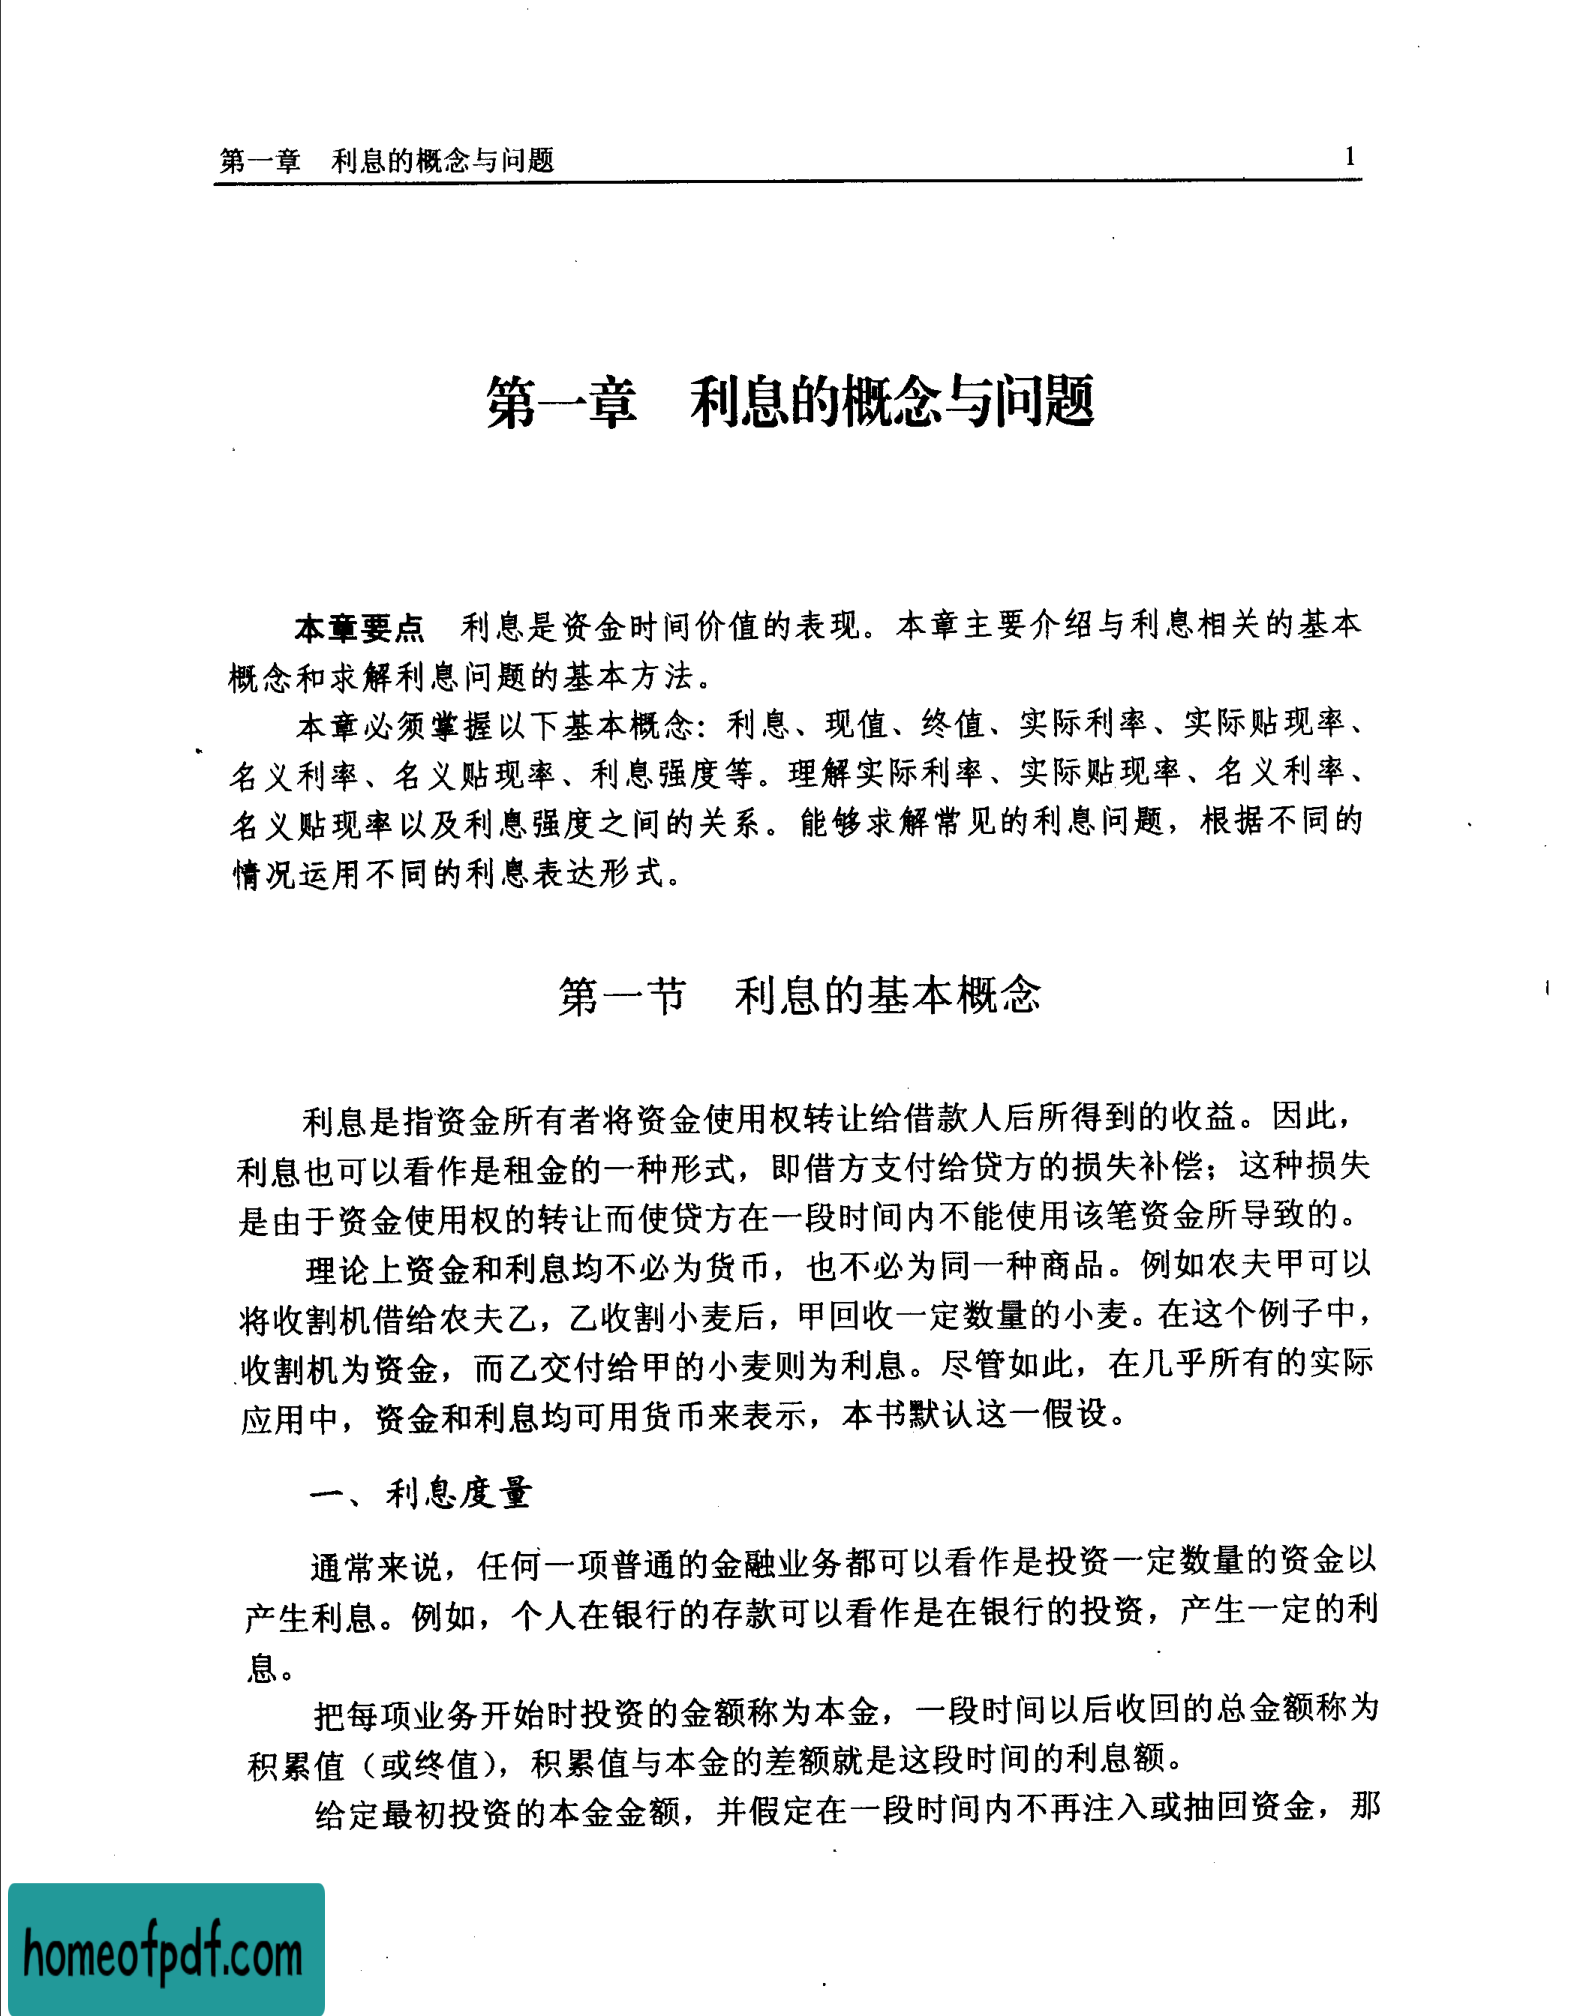 第一章　利息的概念与问题　1
第一章　利息的概念与问题
本章要点　利息是资金时间价值的表现。本章主要介绍与利息相关的基本
概念和求解利息问题的基本方法。
本章必须掌握以下基本概念：利息、现值、终值、实际利率、实际贴现率、
名义利率、名义贴现率、利息强度等。理解实际利率、实际贴现率、名义利率、
名义贴现率以及利息强度之间的关系。能够求解常见的利息问题，根据不同的
情况运用不同的利息表达形式。
第一节　利息的基本概念
利息是指资金所有者将资金使用权转让给借款人后所得到的收益。因此，
利息也可以看作是租金的一种形式，即借方支付给贷方的损失补偿；这种损失
是由于资金使用权的转让而使贷方在一段时间内不能使用该笔资金所导致的。
理论上资金和利息均不必为货币，也不必为同一种商品。例如农夫甲可以
将收割机借给农夫乙，乙收割小麦后，甲回收一定数量的小麦。在这个例子中，
收割机为资金，而乙交付给甲的小麦则为利息。尽管如此，在几乎所有的实际
应用中，资金和利息均可用货币来表示，本书默认这一假设。
一、利息度量
通常来说，任何一项普通的金融业务都可以看作是投资一定数量的资金以
产生利息。例如，个人在银行的存款可以看作是在银行的投资，产生一定的利
息。
把每项业务开始时投资的金额称为本金，一段时间以后收回的总金额称为
积累值（或终值），积累值与本金的差额就是这段时间的利息额。
给定最初投资的本金金额，并假定在一段时间内不再注入或抽回资金，那
homeofpdf.com